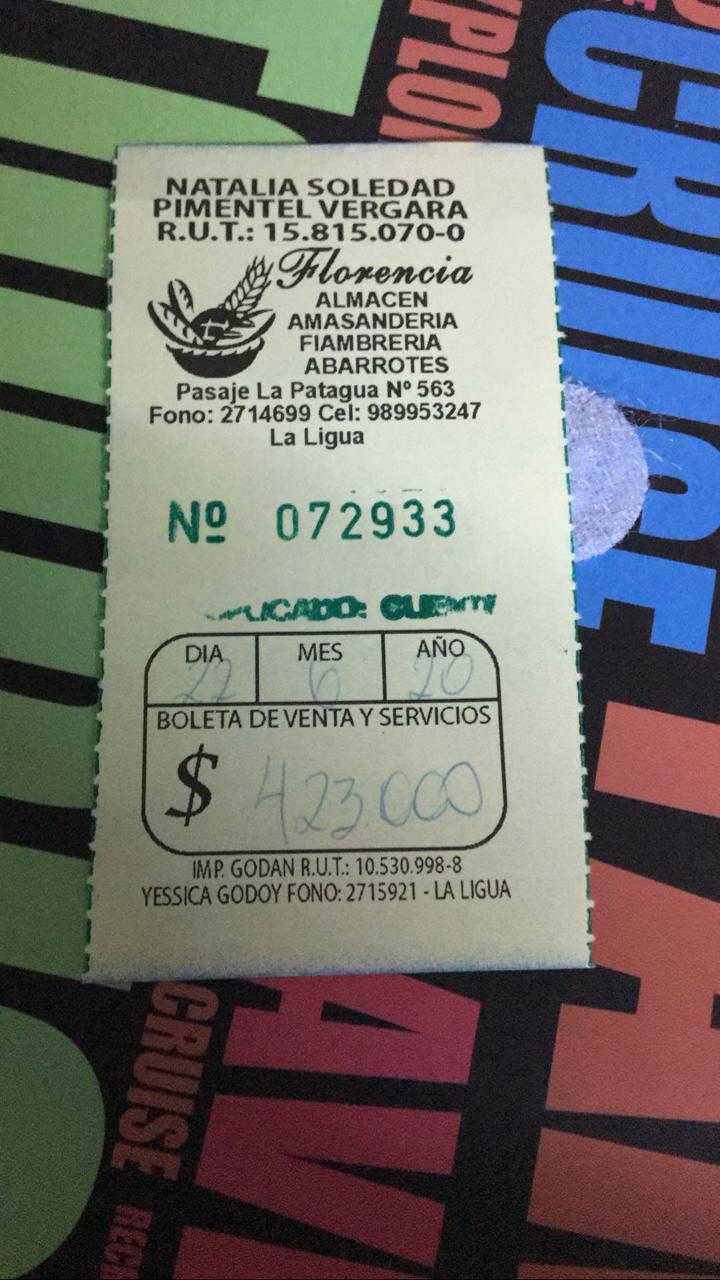 NATALIA SOLEDAD
PIMENTEL VERGARA
R.U.T.: 15.815.070-0
Florencia
ALMACEN
AMASANDERIA
FIAMBRERIA
ABARROTES
Pasaje La Patagua Nº 563
Fono: 2714699 Cel: 989953247
La Ligua
Nº 072933
DIA MES AÑO
22 6 20
BOLETA DE VENTA Y SERVICIOS
$ 423.000
IMP. GODAN R.U.T.: 10.530.998-8
YESSICA GODOY FONO: 2715921 - LA LIGUA
CRUISE
CRUISE